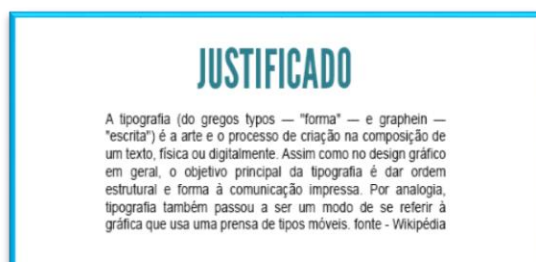 JUSTIFICADO
A tipografia (do gregos typos — "forma" — e graphein —
"escrita") é a arte e o processo de criação na composição de
um texto, física ou digitalmente. Assim como no design gráfico
em geral, o objetivo principal da tipografia é dar ordem
estrutural e forma à comunicação impressa. Por analogia,
tipografia também passou a ser um modo de se referir à
gráfica que usa uma prensa de tipos móveis. fonte - Wikipédia